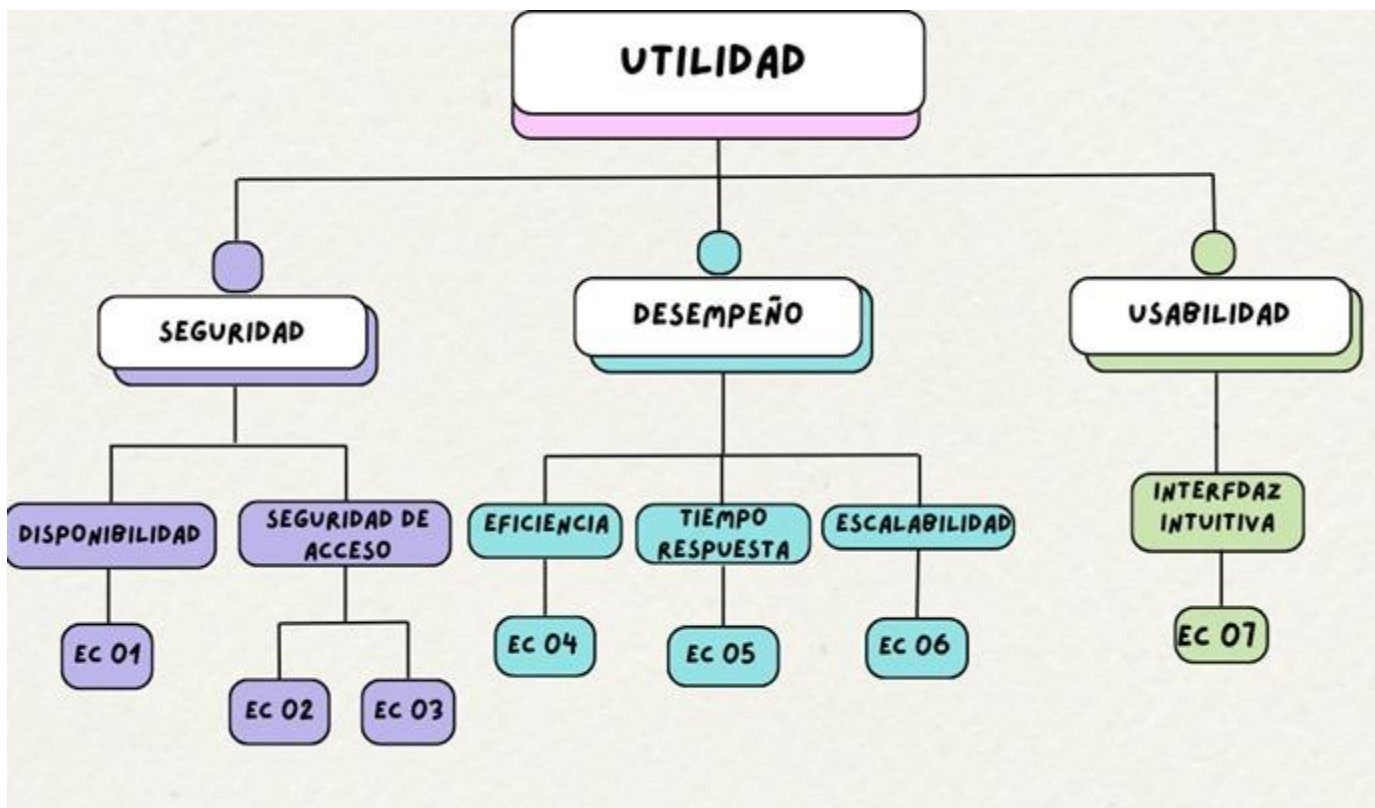 UTILIDAD
SEGURIDAD
DESEMPEÑO
USABILIDAD
DISPONIBILIDAD
SEGURIDAD DE
ACCESO
EFICIENCIA
TIEMPO
RESPUESTA
ESCALABILIDAD
INTERFDAZ
INTUITIVA
EC 01
EC 02
EC 03
EC 04
EC 05
EC 06
EC 07